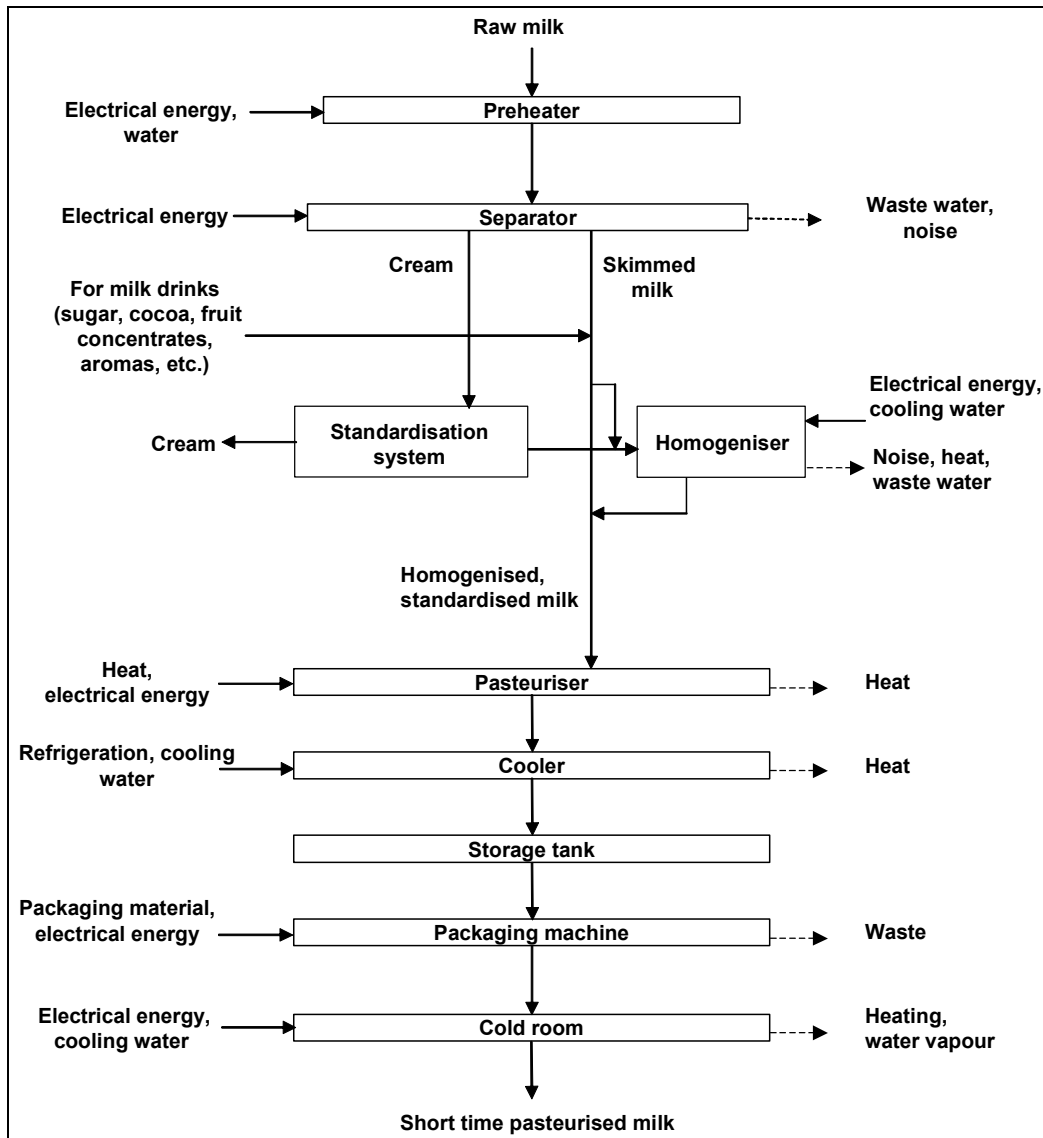 Raw milk
Electrical energy,
water
Preheater
Electrical energy
Separator
Waste water,
noise
Cream
Skimmed
milk
For milk drinks
(sugar, cocoa, fruit
concentrates,
aromas, etc.)
Electrical energy,
cooling water
Cream
Standardisation
system
Homogeniser
Noise, heat,
waste water
Homogenised,
standardised milk
Heat,
electrical energy
Pasteuriser
Heat
Refrigeration, cooling
water
Cooler
Heat
Storage tank
Packaging material,
electrical energy
Packaging machine
Waste
Electrical energy,
cooling water
Cold room
Heating,
water vapour
Short time pasteurised milk